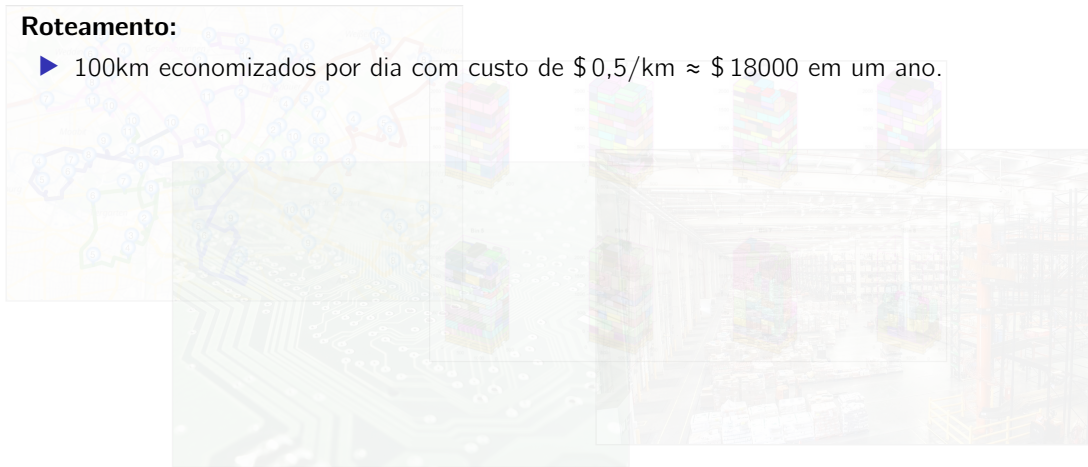 Roteamento:
▶ 100km economizados por dia com custo de $ 0,5/km ≈ $ 18000 em um ano.